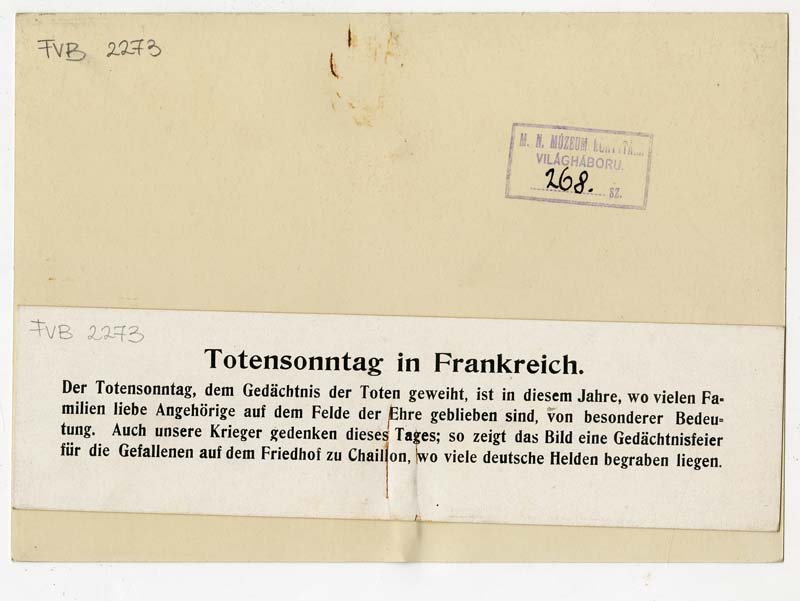 FVB 2273
M. N. MÚZEUM
VILÁGHÁBORU.
268. sz.
FVB 2273
Totensonntag in Frankreich.
Der Totensonntag, dem Gedächtnis der Toten geweiht, ist in diesem Jahre, wo vielen Fa-
milien liebe Angehörige auf dem Felde der Ehre geblieben sind, von besonderer Bedeu-
tung. Auch unsere Krieger gedenken dieses Tages; so zeigt das Bild eine Gedächtnisfeier
für die Gefallenen auf dem Friedhof zu Chaillon, wo viele deutsche Helden begraben liegen.